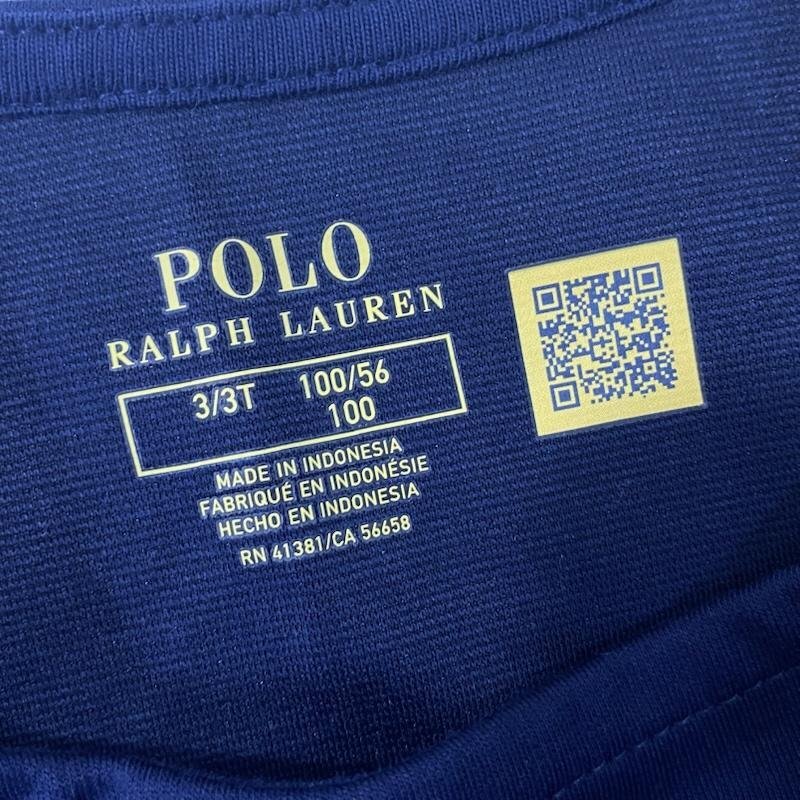 POLO
RALPH LAUREN
3/3T 100/56
100
MADE IN INDONESIA
FABRIQUÉ EN INDONÉSIE
HECHO EN INDONESIA
RN 41381/CA 56658